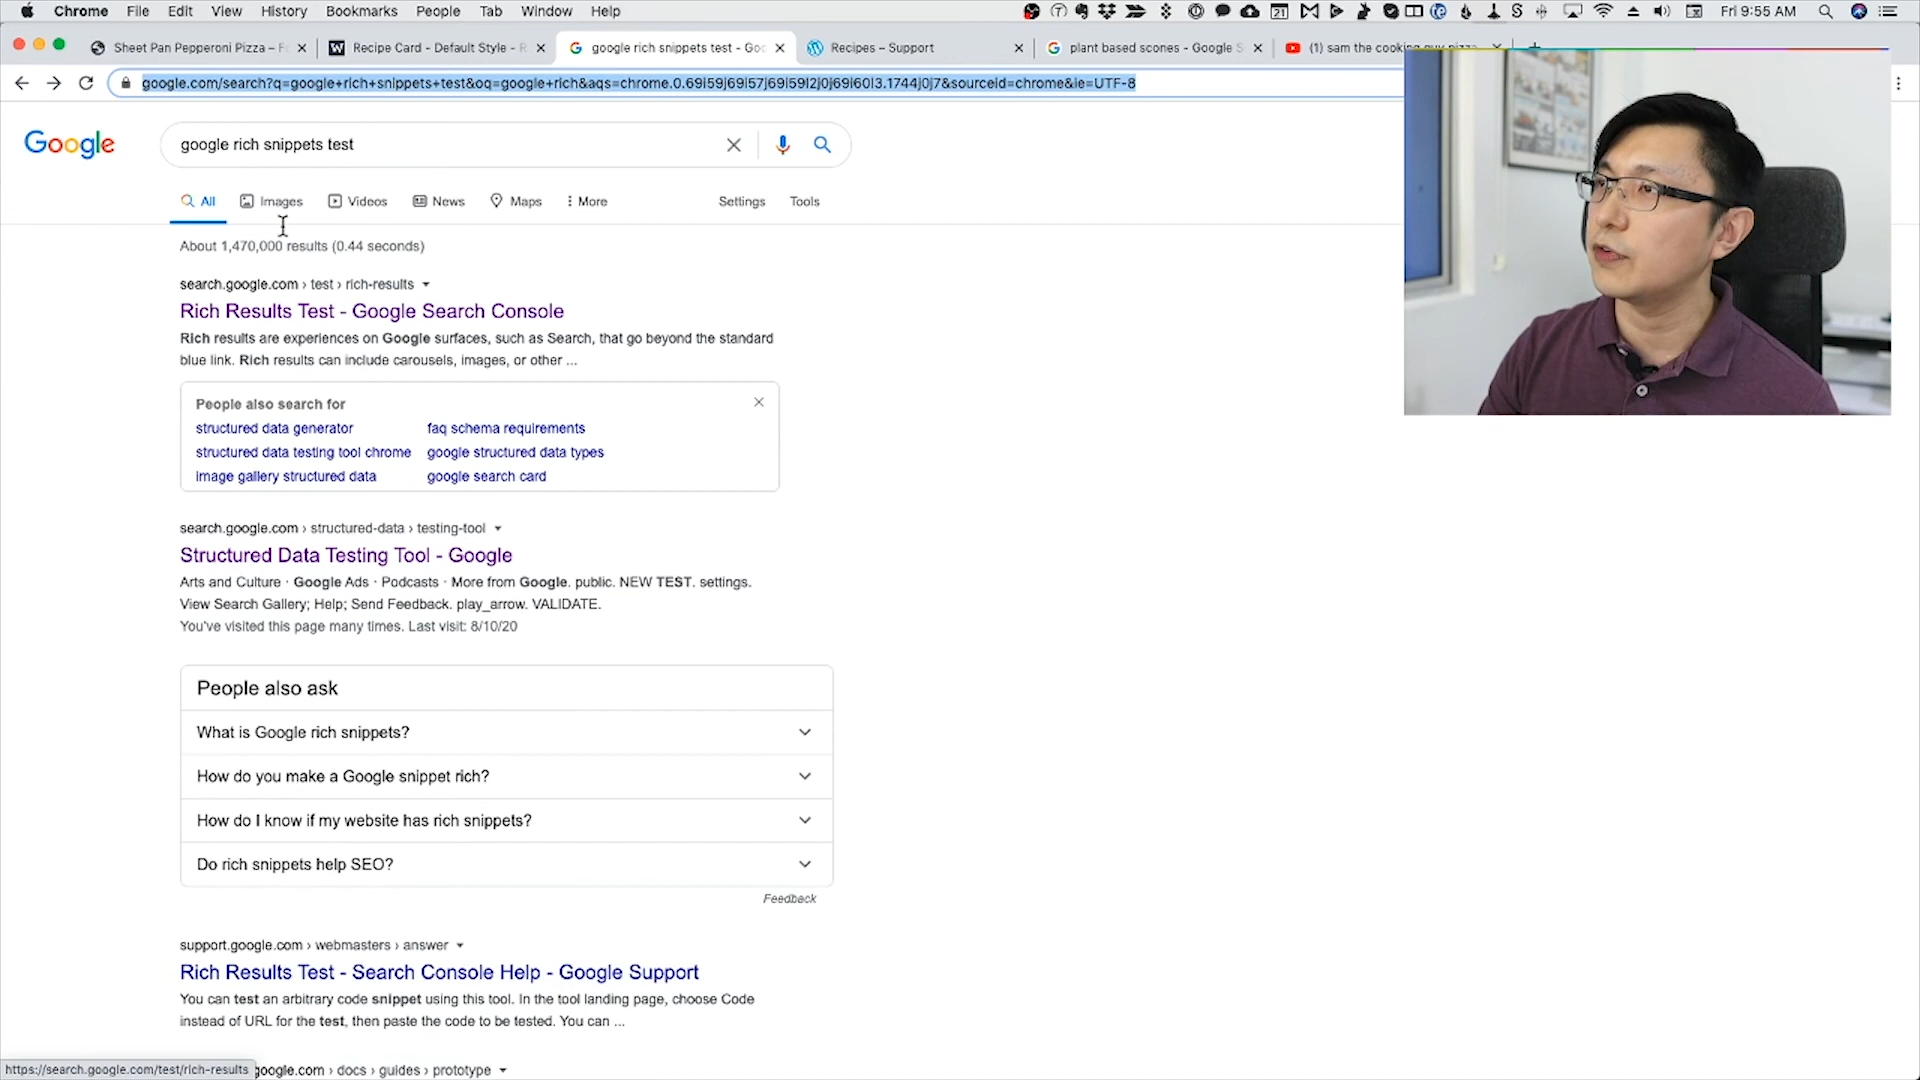 Chrome File Edit View History Bookmarks People Tab Window Help
21
Fri 9:55 AM
Sheet Pan Pepperoni Pizza – F
Recipe Card - Default Style - R
google rich snippets test - Goo
Recipes – Support
plant based scones - Google S
(1) sam the cooking guy pizza
google.com/search?q=google+rich+snippets+test&oq=google+rich&aqs=chrome.0.69i59j69i57j69i59l2j0j69i60l3.1744j0j7&sourceid=chrome&ie=UTF-8
Google
google rich snippets test
All Images Videos News Maps More Settings Tools
About 1,470,000 results (0.44 seconds)
search.google.com › test › rich-results
Rich Results Test - Google Search Console
Rich results are experiences on Google surfaces, such as Search, that go beyond the standard
blue link. Rich results can include carousels, images, or other ...
People also search for
structured data generator faq schema requirements
structured data testing tool chrome google structured data types
image gallery structured data google search card
search.google.com › structured-data › testing-tool
Structured Data Testing Tool - Google
Arts and Culture · Google Ads · Podcasts · More from Google. public. NEW TEST. settings.
View Search Gallery; Help; Send Feedback. play_arrow. VALIDATE.
You've visited this page many times. Last visit: 8/10/20
People also ask
What is Google rich snippets?
How do you make a Google snippet rich?
How do I know if my website has rich snippets?
Do rich snippets help SEO?
Feedback
support.google.com › webmasters › answer
Rich Results Test - Search Console Help - Google Support
You can test an arbitrary code snippet using this tool. In the tool landing page, choose Code
instead of URL for the test, then paste the code to be tested. You can ...
https://search.google.com/test/rich-results
google.com › docs › guides › prototype